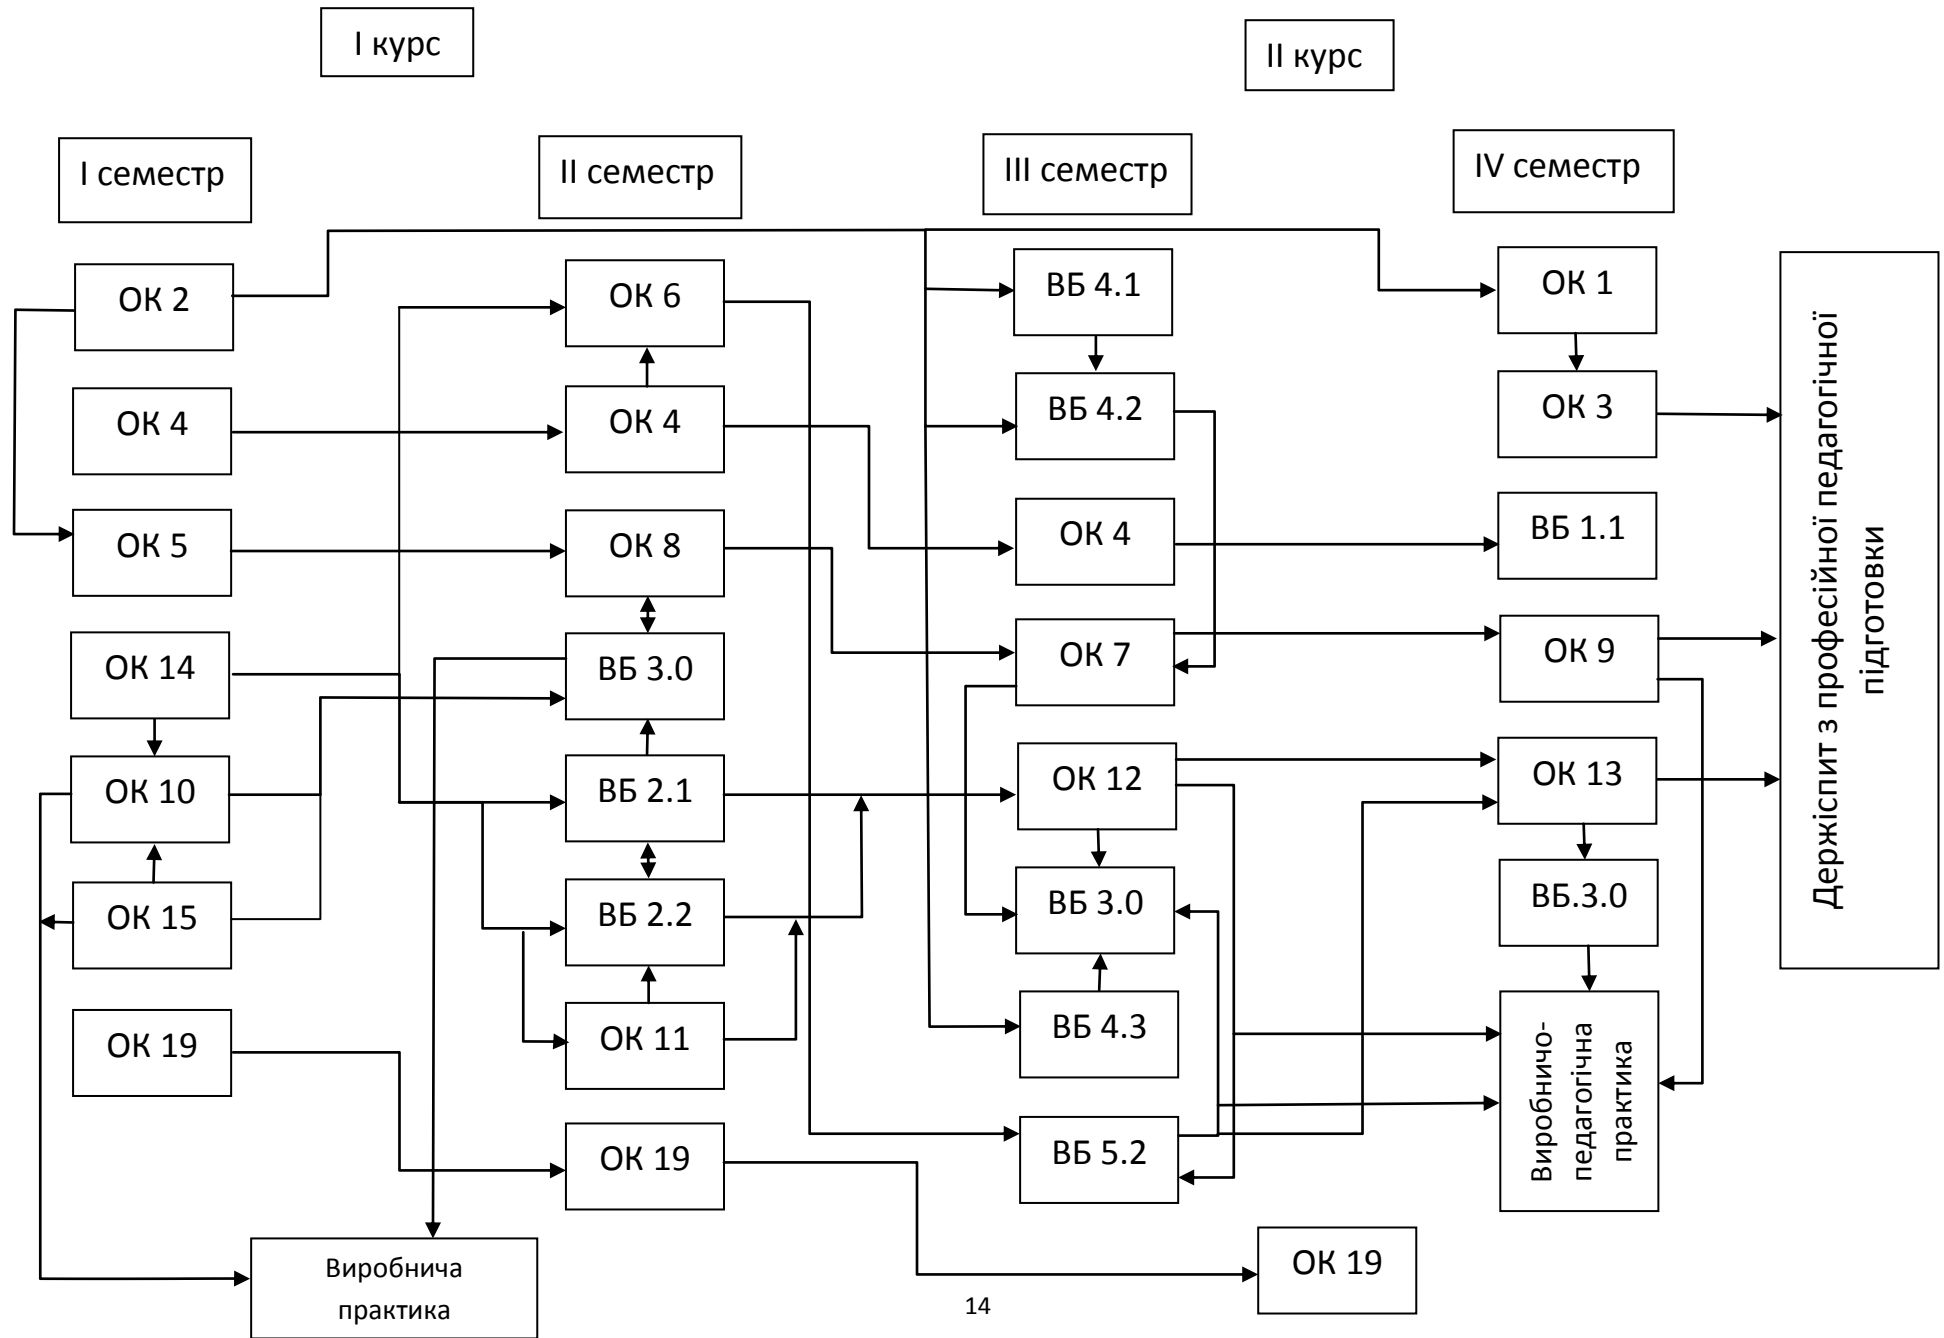 І курс
ІІ курс
І семестр
ІІ семестр
ІІІ семестр
ІV семестр
ОК 2
ОК 4
ОК 5
ОК 14
ОК 10
ОК 15
ОК 19
Виробнича
практика
ОК 6
ОК 4
ОК 8
ВБ 3.0
ВБ 2.1
ВБ 2.2
ОК 11
ОК 19
ВБ 4.1
ВБ 4.2
ОК 4
ОК 7
ОК 12
ВБ 3.0
ВБ 4.3
ВБ 5.2
ОК 19
ОК 1
ОК 3
ВБ 1.1
ОК 9
ОК 13
ВБ.3.0
Виробничо-
педагогічна
практика
Держіспит з професійної педагогічної
підготовки
14